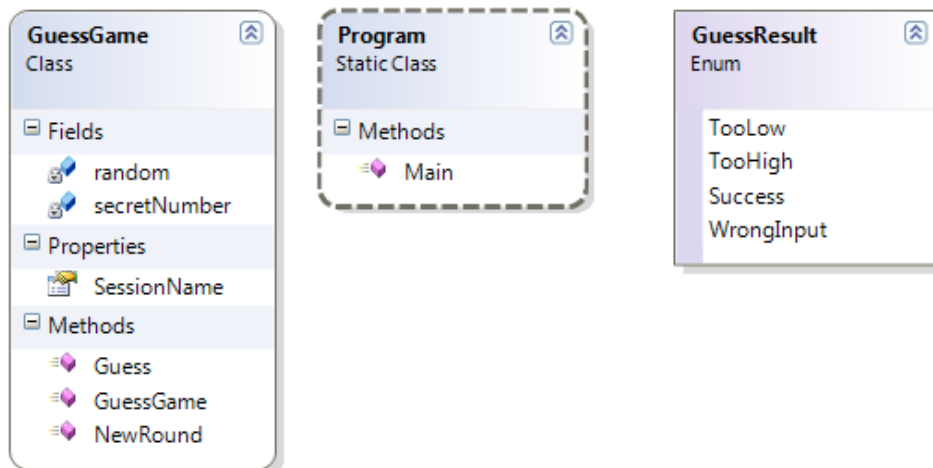 GuessGame
Class
Fields
random
secretNumber
Properties
SessionName
Methods
Guess
GuessGame
NewRound
Program
Static Class
Methods
Main
GuessResult
Enum
TooLow
TooHigh
Success
WrongInput